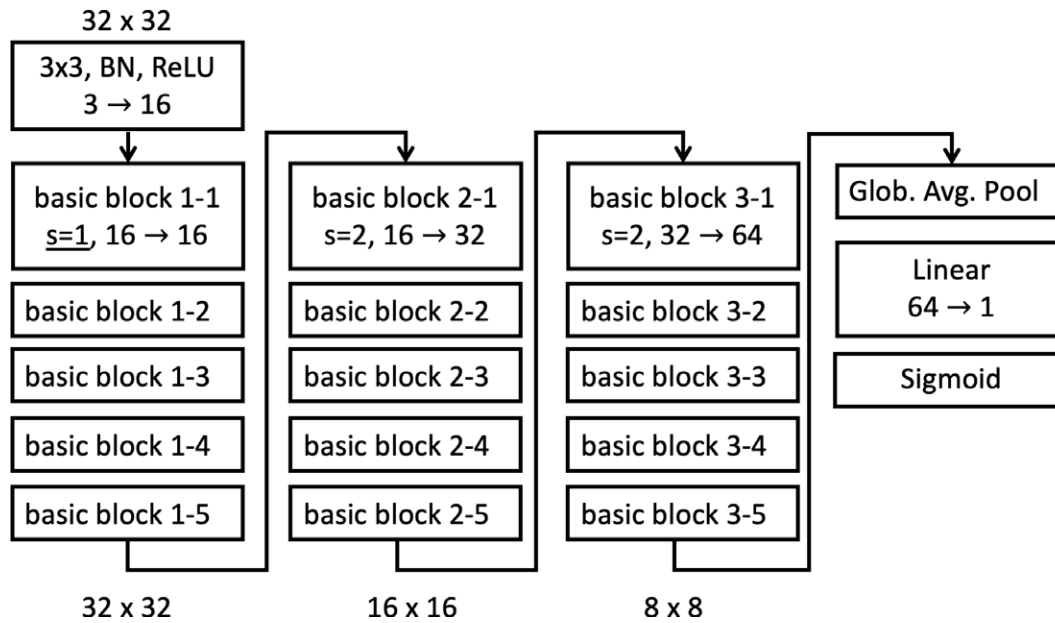 32 x 32
3x3, BN, ReLU
3 → 16
basic block 1-1
s=1, 16 → 16
basic block 1-2
basic block 1-3
basic block 1-4
basic block 1-5
32 x 32
basic block 2-1
s=2, 16 → 32
basic block 2-2
basic block 2-3
basic block 2-4
basic block 2-5
16 x 16
basic block 3-1
s=2, 32 → 64
basic block 3-2
basic block 3-3
basic block 3-4
basic block 3-5
8 x 8
Glob. Avg. Pool
Linear
64 → 1
Sigmoid